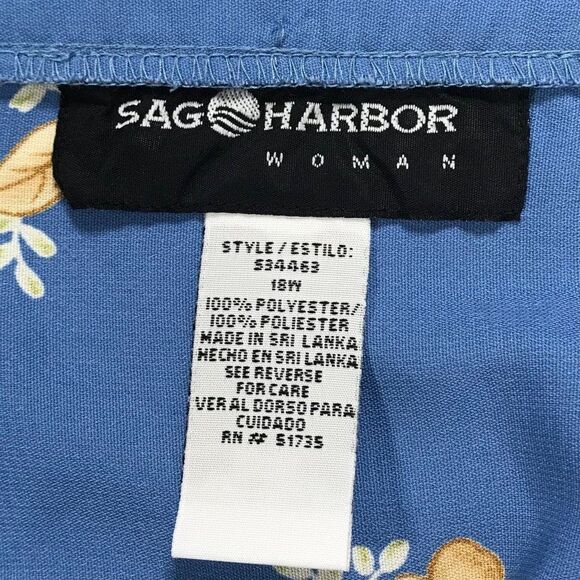 SAG HARBOR
WOMAN
STYLE / ESTILO:
S34463
18W
100% POLYESTER/
100% POLIESTER
MADE IN SRI LANKA
HECHO EN SRI LANKA
SEE REVERSE
FOR CARE
VER AL DORSO PARA
CUIDADO
RN # 51735